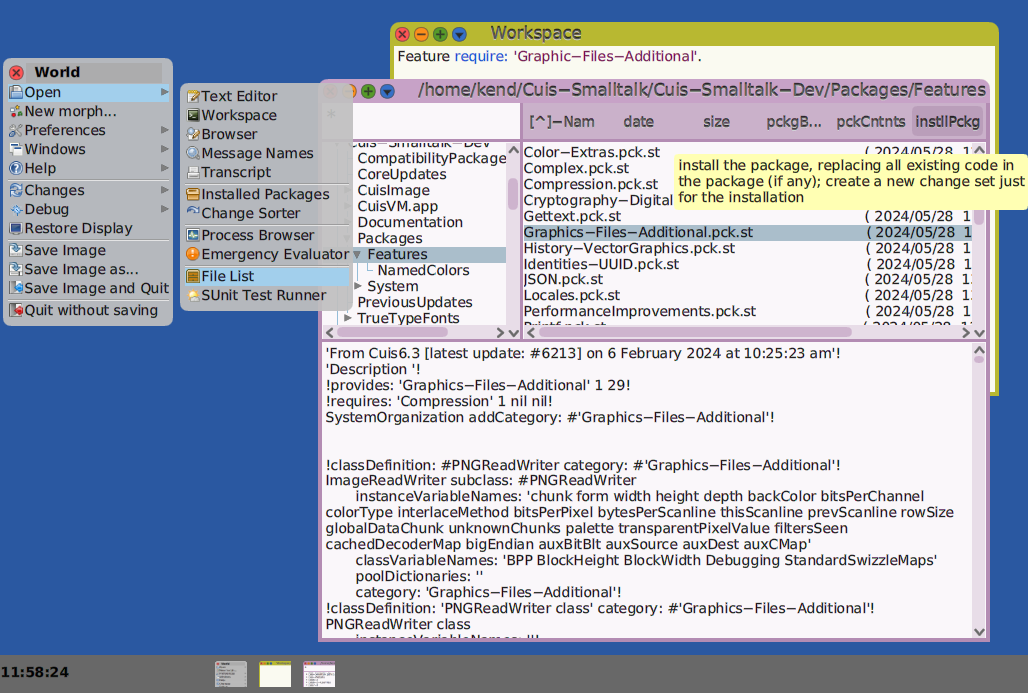 Workspace
Feature require: 'Graphic-Files-Additional'.
World
Open
New morph...
Preferences
Windows
Help
Changes
Debug
Restore Display
Save Image
Save Image as...
Save Image and Quit
Quit without saving
Text Editor
Workspace
Browser
Message Names
Transcript
Installed Packages
Change Sorter
Process Browser
Emergency Evaluator
File List
SUnit Test Runner
/home/kend/Cuis-Smalltalk/Cuis-Smalltalk-Dev/Packages/Features
[^]-Nam date size pckgB... pckCntnts instllPckg
Cuis-Smalltalk-Dev
CompatibilityPackage
CoreUpdates
CuisImage
CuisVM.app
Documentation
Packages
Features
NamedColors
System
PreviousUpdates
TrueTypeFonts
Color-Extras.pck.st ( 2024/05/28 1
Complex.pck.st
Compression.pck.st
Cryptography-Digital
Gettext.pck.st ( 2024/05/28 1
Graphics-Files-Additional.pck.st ( 2024/05/28 1
History-VectorGraphics.pck.st ( 2024/05/28 1
Identities-UUID.pck.st ( 2024/05/28 1
JSON.pck.st ( 2024/05/28 1
Locales.pck.st ( 2024/05/28 1
PerformanceImprovements.pck.st ( 2024/05/28 1
Printf.pck.st ( 2024/05/28 1
install the package, replacing all existing code in
the package (if any); create a new change set just
for the installation
'From Cuis6.3 [latest update: #6213] on 6 February 2024 at 10:25:23 am'!
'Description '!
!provides: 'Graphics-Files-Additional' 1 29!
!requires: 'Compression' 1 nil nil!
SystemOrganization addCategory: #'Graphics-Files-Additional'!
!classDefinition: #PNGReadWriter category: #'Graphics-Files-Additional'!
ImageReadWriter subclass: #PNGReadWriter
instanceVariableNames: 'chunk form width height depth backColor bitsPerChannel
colorType interlaceMethod bitsPerPixel bytesPerScanline thisScanline prevScanline rowSize
globalDataChunk unknownChunks palette transparentPixelValue filtersSeen
cachedDecoderMap bigEndian auxBitBlt auxSource auxDest auxCMap'
classVariableNames: 'BPP BlockHeight BlockWidth Debugging StandardSwizzleMaps'
poolDictionaries: ''
category: 'Graphics-Files-Additional'!
!classDefinition: 'PNGReadWriter class' category: #'Graphics-Files-Additional'!
PNGReadWriter class
instanceVariableNames: ''!
11:58:24